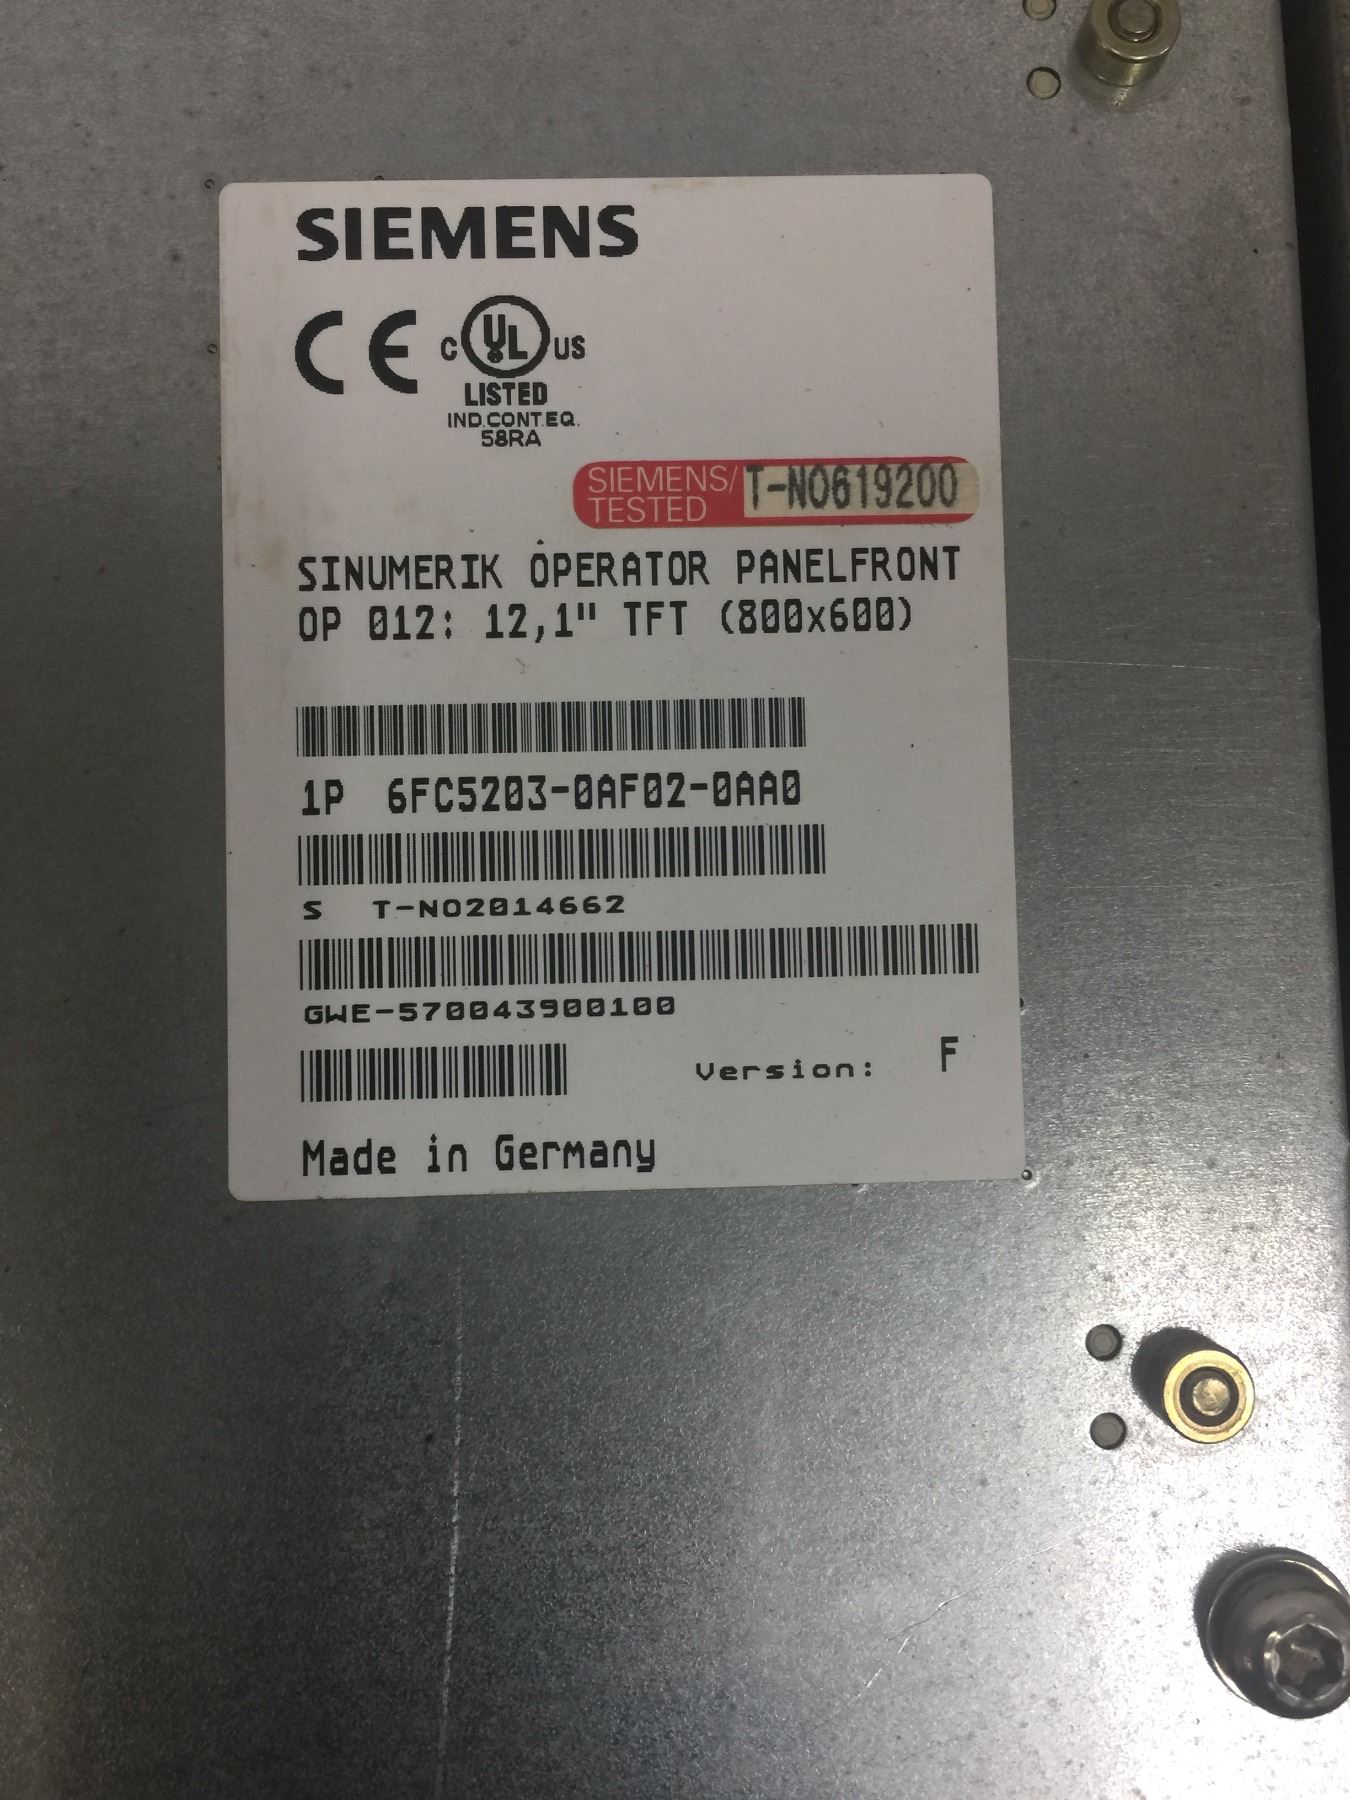 SIEMENS
CE
C UL US
LISTED
IND.CONT.EQ.
58RA
SIEMENS/
TESTED
T-N0619200
SINUMERIK OPERATOR PANELFRONT
OP 012: 12,1" TFT (800x600)
1P 6FC5203-0AF02-0AA0
S T-N02014662
GWE-570043900100
Version: F
Made in Germany